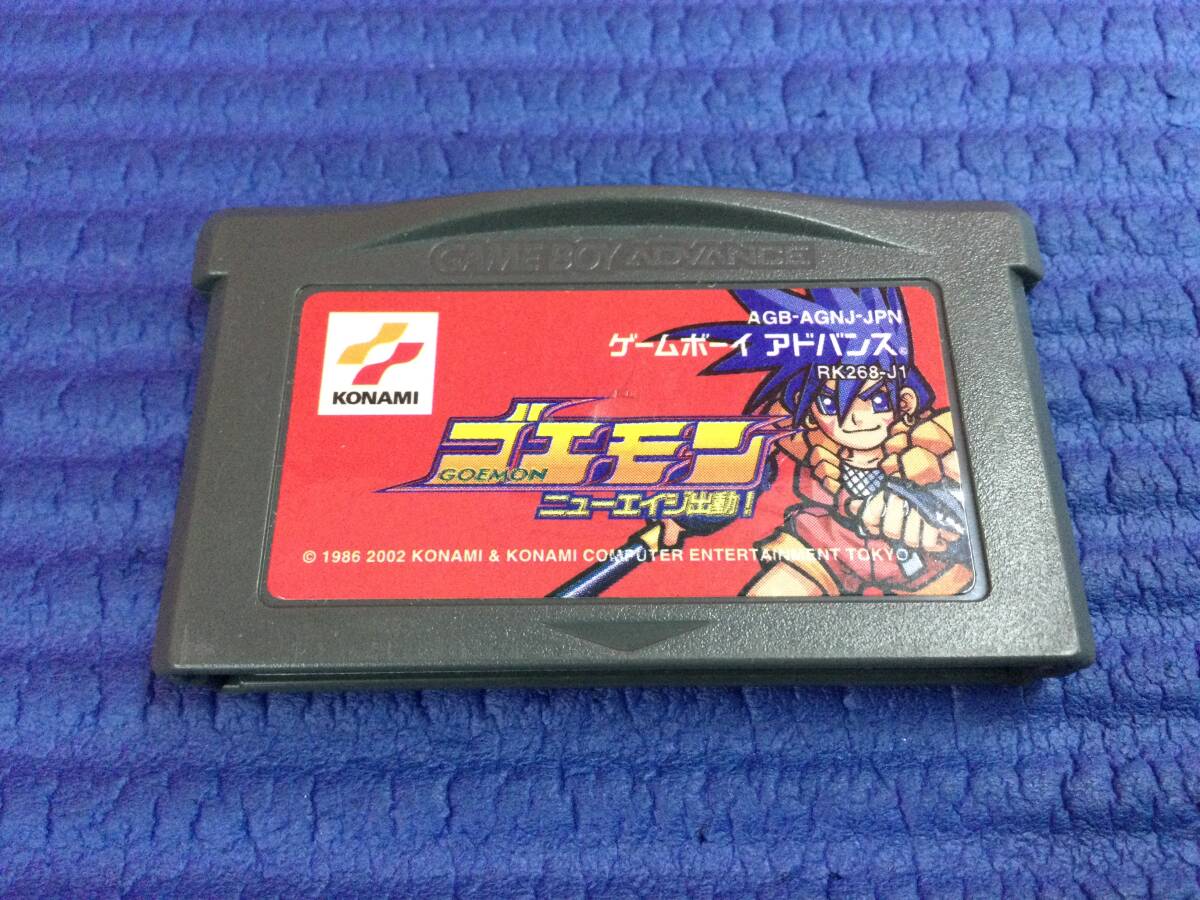 GAME BOY ADVANCE
AGB-AGNJ-JPN
ゲームボーイ アドバンス®
RK268-J1
KONAMI
ゴエモン
GOEMON
ニューエイジ出動!
© 1986 2002 KONAMI & KONAMI COMPUTER ENTERTAINMENT TOKYO